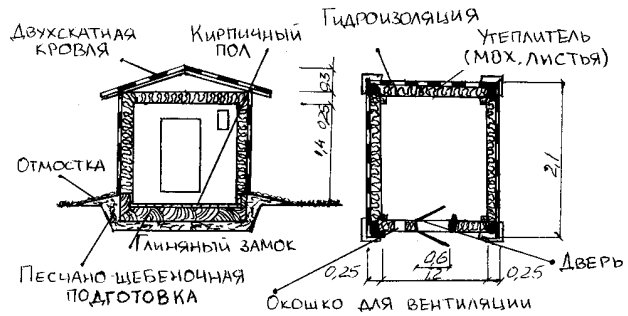 Двухскатная
кровля
Кирпичный
пол
Гидроизоляция
Утеплитель
(мох, листья)
0,3
0,25
1,4
Отмостка
2,1
Глиняный замок
Песчано-щебеночная
подготовка
0,25
0,6
1,2
0,25
Дверь
Окошко для вентиляции